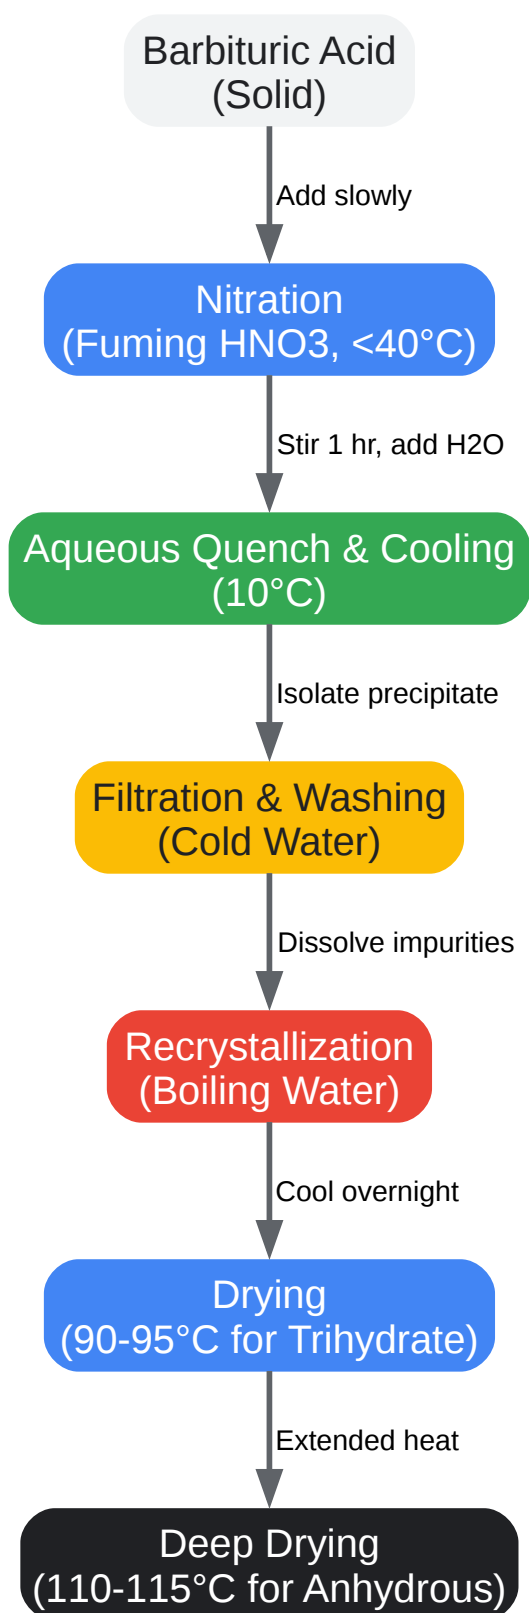 Barbituric Acid
(Solid)
Add slowly
Nitration
(Fuming HNO3, <40°C)
Stir 1 hr, add H2O
Aqueous Quench & Cooling
(10°C)
Isolate precipitate
Filtration & Washing
(Cold Water)
Dissolve impurities
Recrystallization
(Boiling Water)
Cool overnight
Drying
(90-95°C for Trihydrate)
Extended heat
Deep Drying
(110-115°C for Anhydrous)